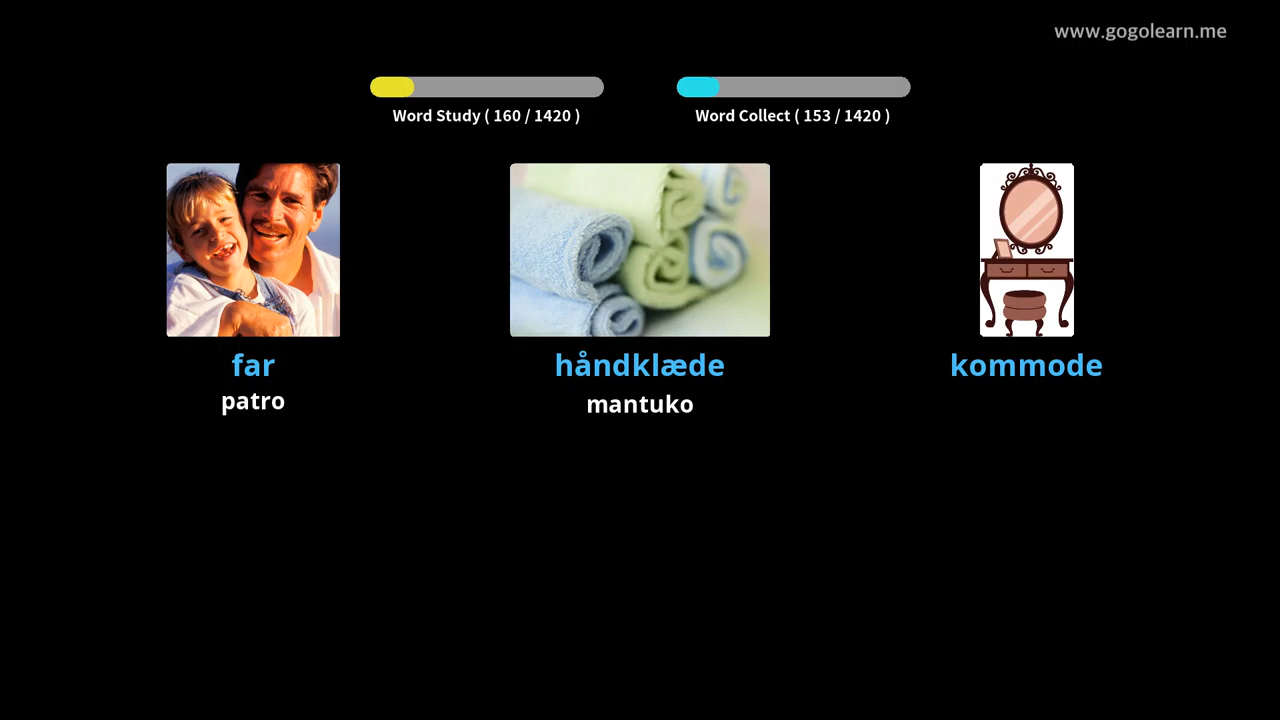 www.gogolearn.me
Word Study ( 160 / 1420 )
Word Collect ( 153 / 1420 )
far
håndklæde
kommode
patro
mantuko